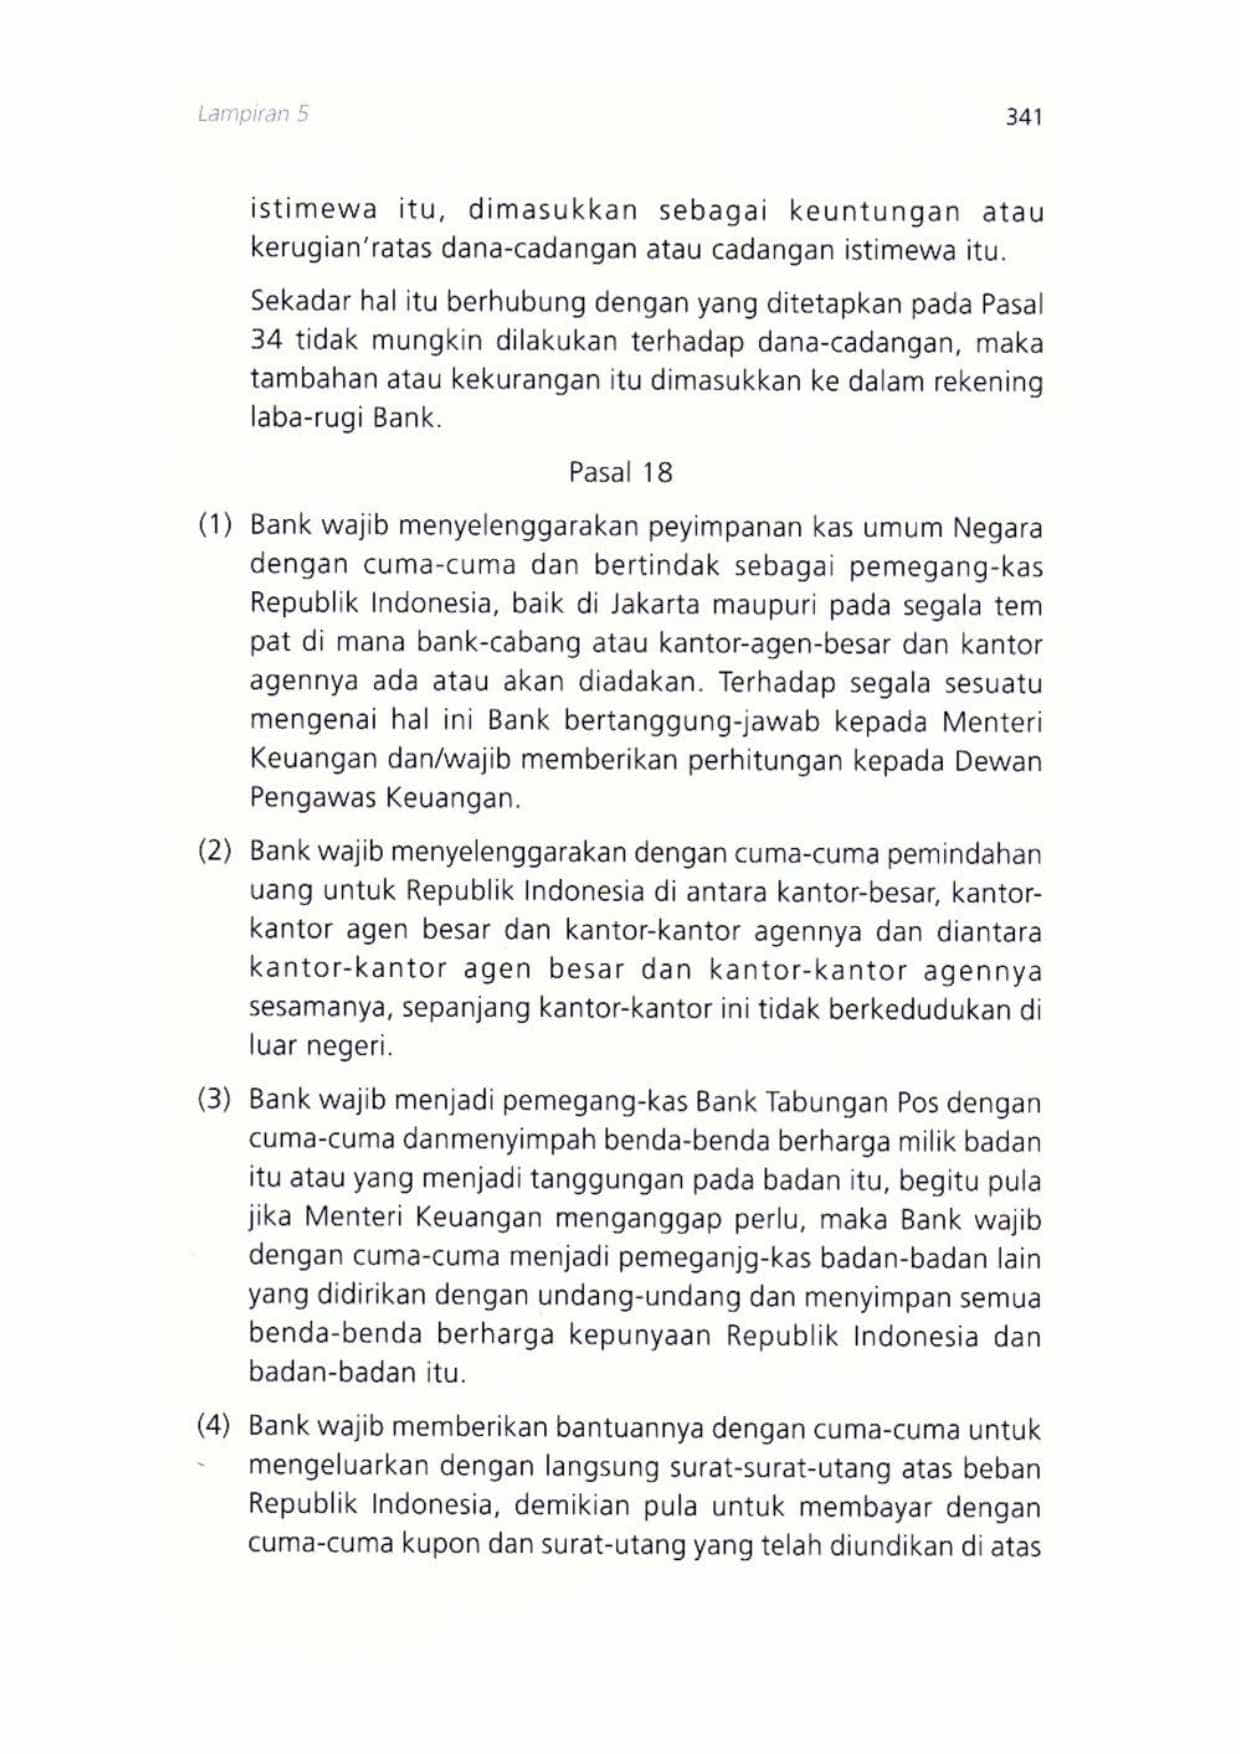 Lampiran 5
341
istimewa itu, dimasukkan sebagai keuntungan atau
kerugian'ratas dana-cadangan atau cadangan istimewa itu.
Sekadar hal itu berhubung dengan yang ditetapkan pada Pasal
34 tidak mungkin dilakukan terhadap dana-cadangan, maka
tambahan atau kekurangan itu dimasukkan ke dalam rekening
laba-rugi Bank.
Pasal 18
(1) Bank wajib menyelenggarakan peyimpanan kas umum Negara
dengan cuma-cuma dan bertindak sebagai pemegang-kas
Republik Indonesia, baik di Jakarta maupuri pada segala tem
pat di mana bank-cabang atau kantor-agen-besar dan kantor
agennya ada atau akan diadakan. Terhadap segala sesuatu
mengenai hal ini Bank bertanggung-jawab kepada Menteri
Keuangan dan/wajib memberikan perhitungan kepada Dewan
Pengawas Keuangan.
(2) Bank wajib menyelenggarakan dengan cuma-cuma pemindahan
uang untuk Republik Indonesia di antara kantor-besar, kantor-
kantor agen besar dan kantor-kantor agennya dan diantara
kantor-kantor agen besar dan kantor-kantor agennya
sesamanya, sepanjang kantor-kantor ini tidak berkedudukan di
luar negeri.
(3) Bank wajib menjadi pemegang-kas Bank Tabungan Pos dengan
cuma-cuma danmenyimpah benda-benda berharga milik badan
itu atau yang menjadi tanggungan pada badan itu, begitu pula
jika Menteri Keuangan menganggap perlu, maka Bank wajib
dengan cuma-cuma menjadi pemeganjg-kas badan-badan lain
yang didirikan dengan undang-undang dan menyimpan semua
benda-benda berharga kepunyaan Republik Indonesia dan
badan-badan itu.
(4) Bank wajib memberikan bantuannya dengan cuma-cuma untuk
mengeluarkan dengan langsung surat-surat-utang atas beban
Republik Indonesia, demikian pula untuk membayar dengan
cuma-cuma kupon dan surat-utang yang telah diundikan di atas